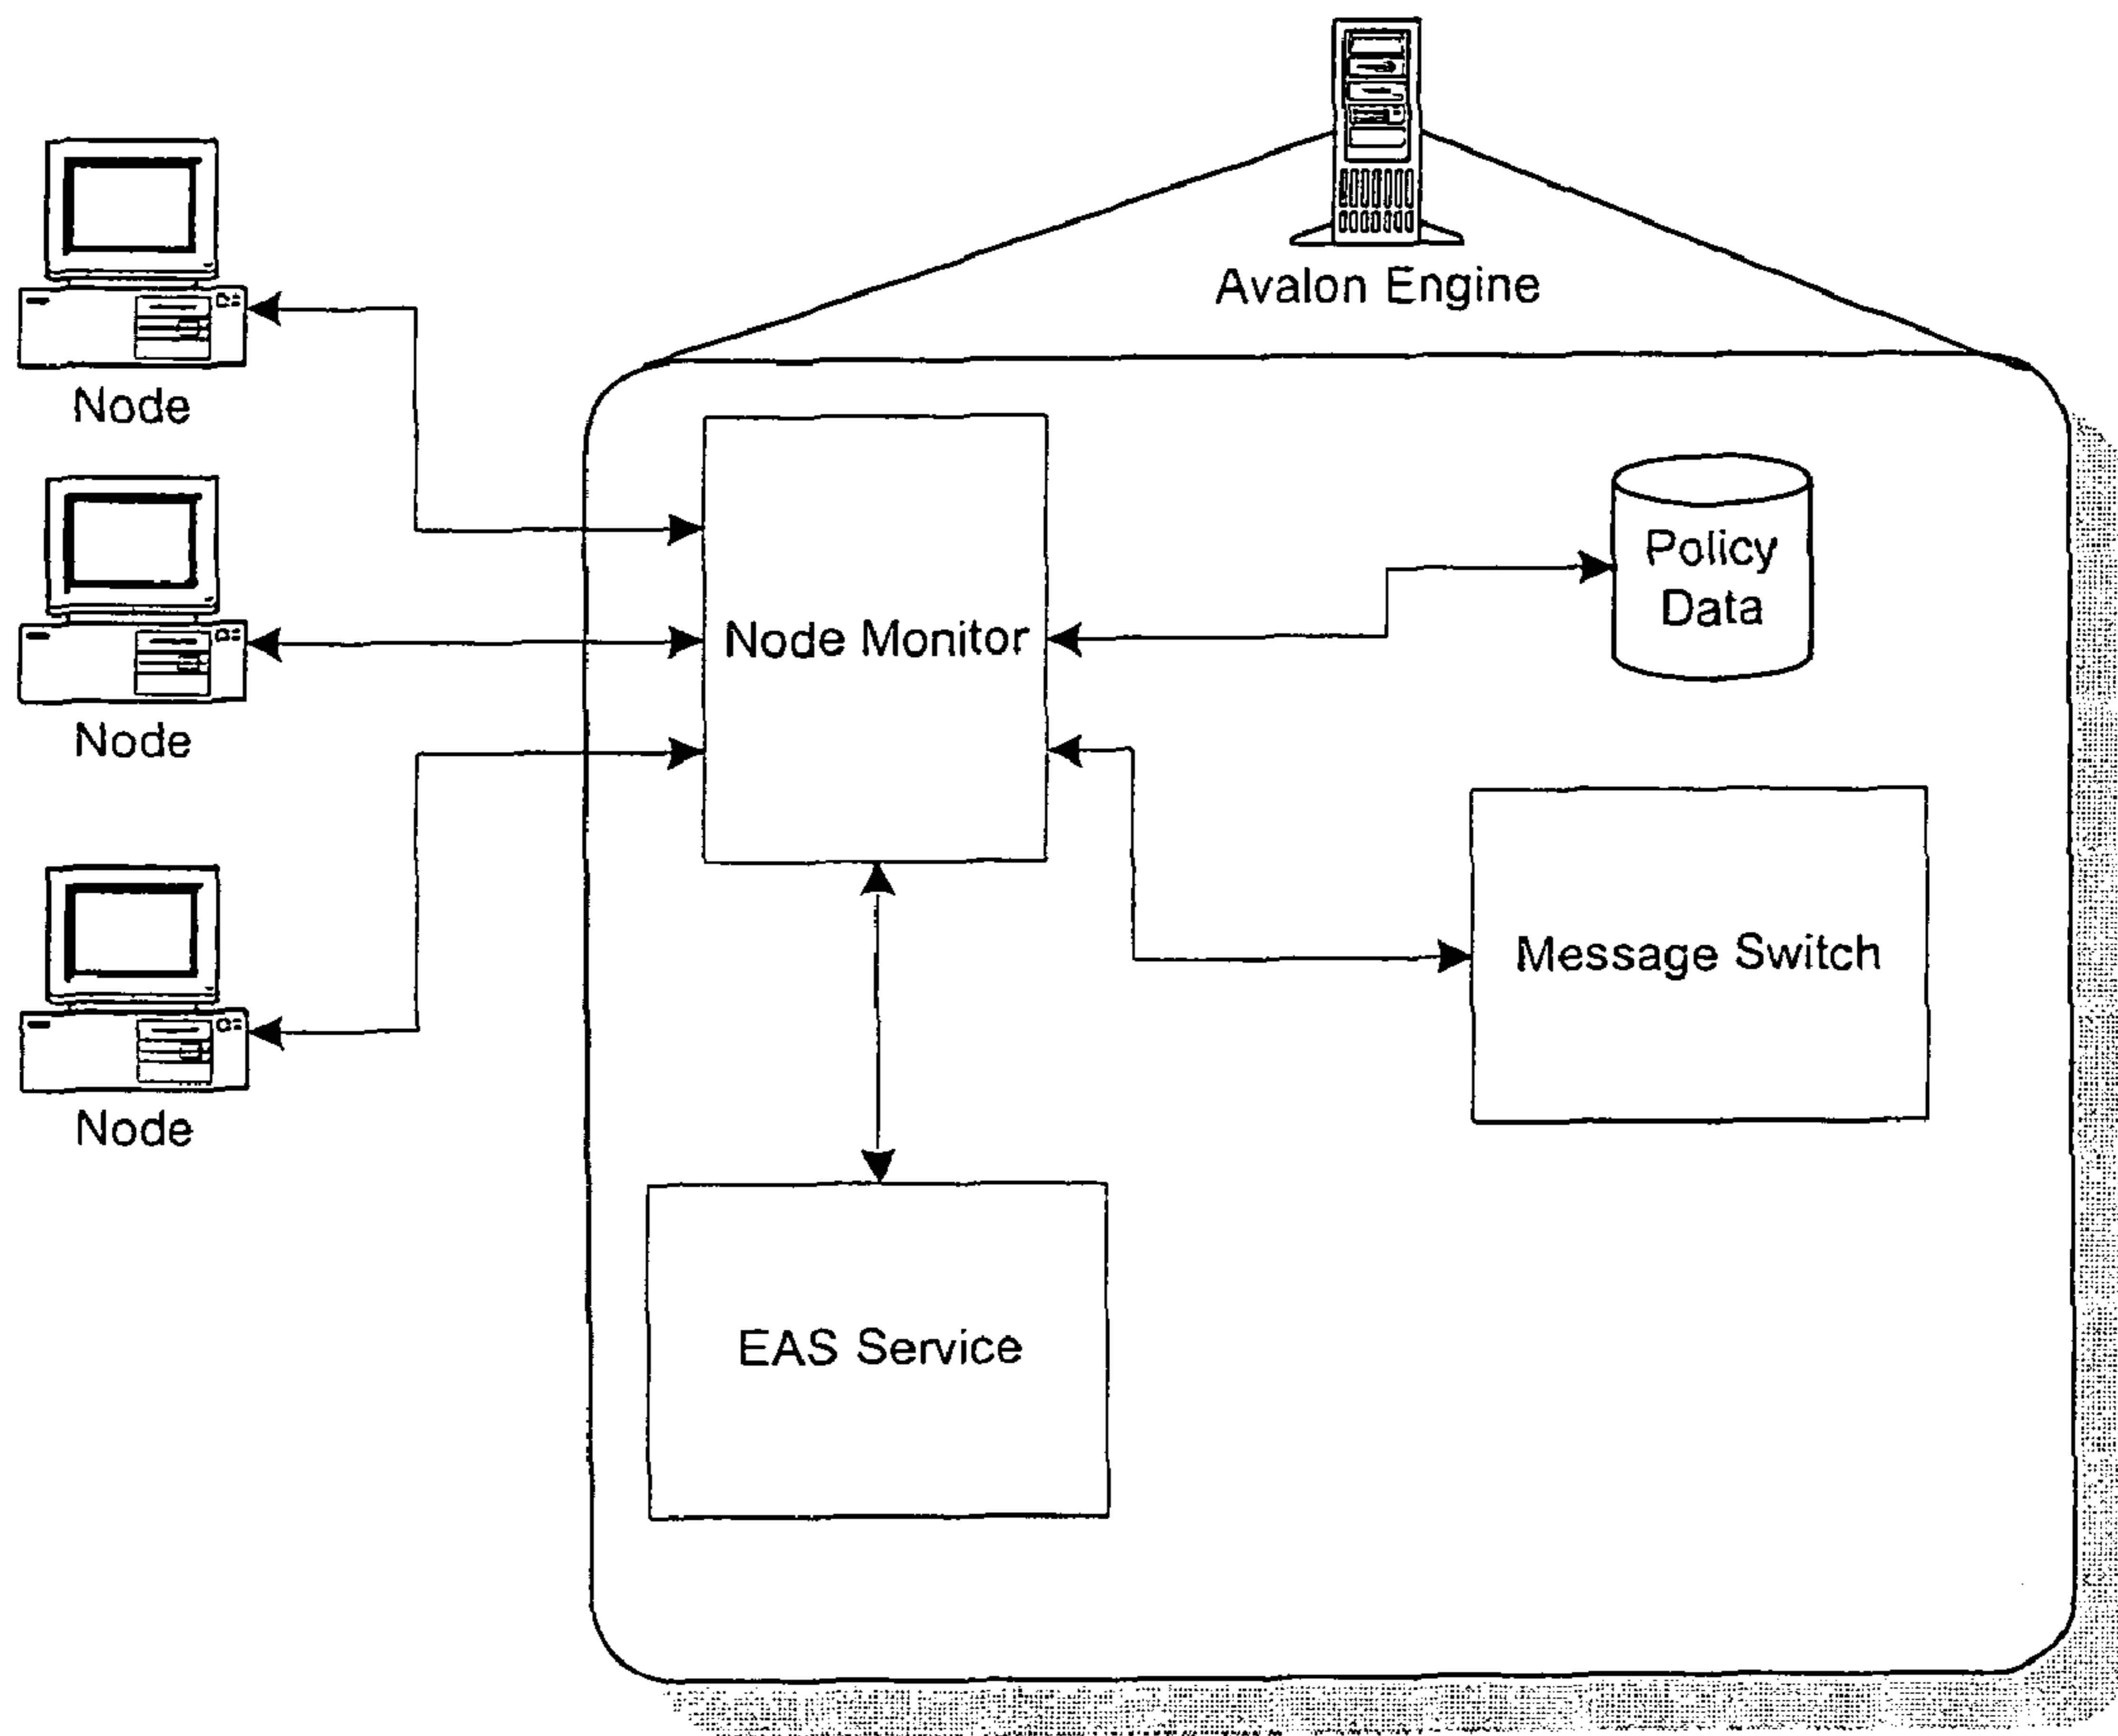 Avalon Engine
Node
Node
Node
Node Monitor
Policy
Data
Message Switch
EAS Service